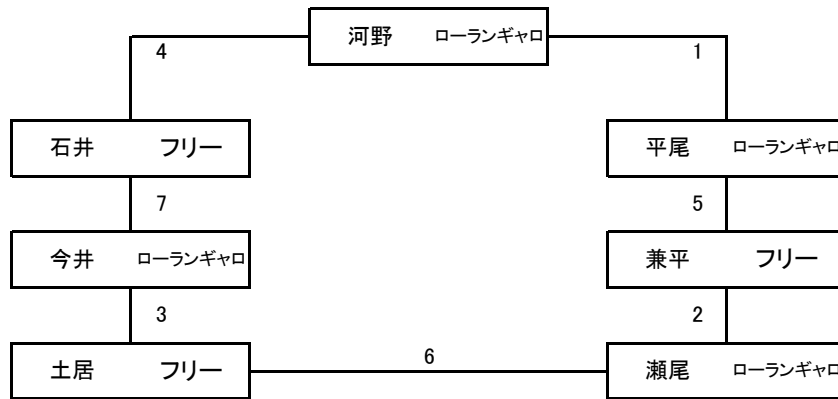 河野 ローランギャロ
4
1
石井 フリー
平尾 ローランギャロ
7
5
今井 ローランギャロ
兼平 フリー
3
2
土居 フリー
6
瀬尾 ローランギャロ